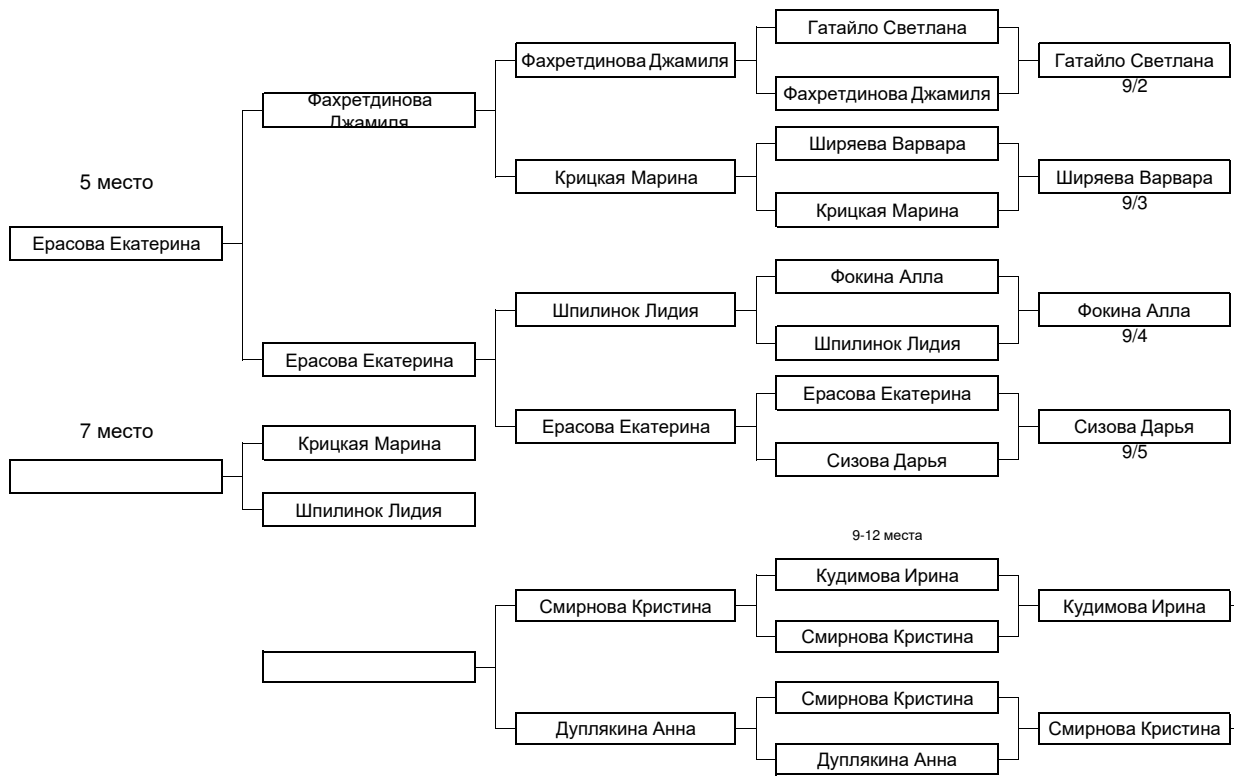 Гатайло Светлана
Фахретдинова Джамиля
Гатайло Светлана
9/2
Фахретдинова
Джамиля
Фахретдинова Джамиля
Ширяева Варвара
5 место
Крицкая Марина
Ширяева Варвара
9/3
Крицкая Марина
Ерасова Екатерина
Фокина Алла
Шпилинок Лидия
Фокина Алла
9/4
Шпилинок Лидия
Ерасова Екатерина
Ерасова Екатерина
7 место
Ерасова Екатерина
Сизова Дарья
9/5
Крицкая Марина
Сизова Дарья
Шпилинок Лидия
9-12 места
Кудимова Ирина
Смирнова Кристина
Кудимова Ирина
Смирнова Кристина
Смирнова Кристина
Дуплякина Анна
Смирнова Кристина
Дуплякина Анна